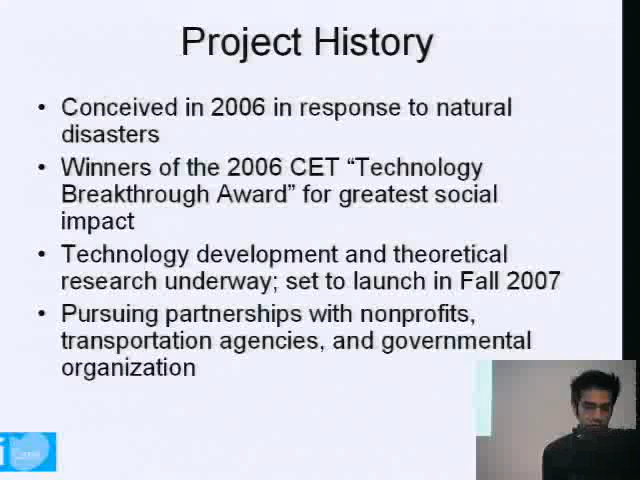 Project History
• Conceived in 2006 in response to natural
disasters
• Winners of the 2006 CET “Technology
Breakthrough Award” for greatest social
impact
• Technology development and theoretical
research underway; set to launch in Fall 2007
• Pursuing partnerships with nonprofits,
transportation agencies, and governmental
organization
i